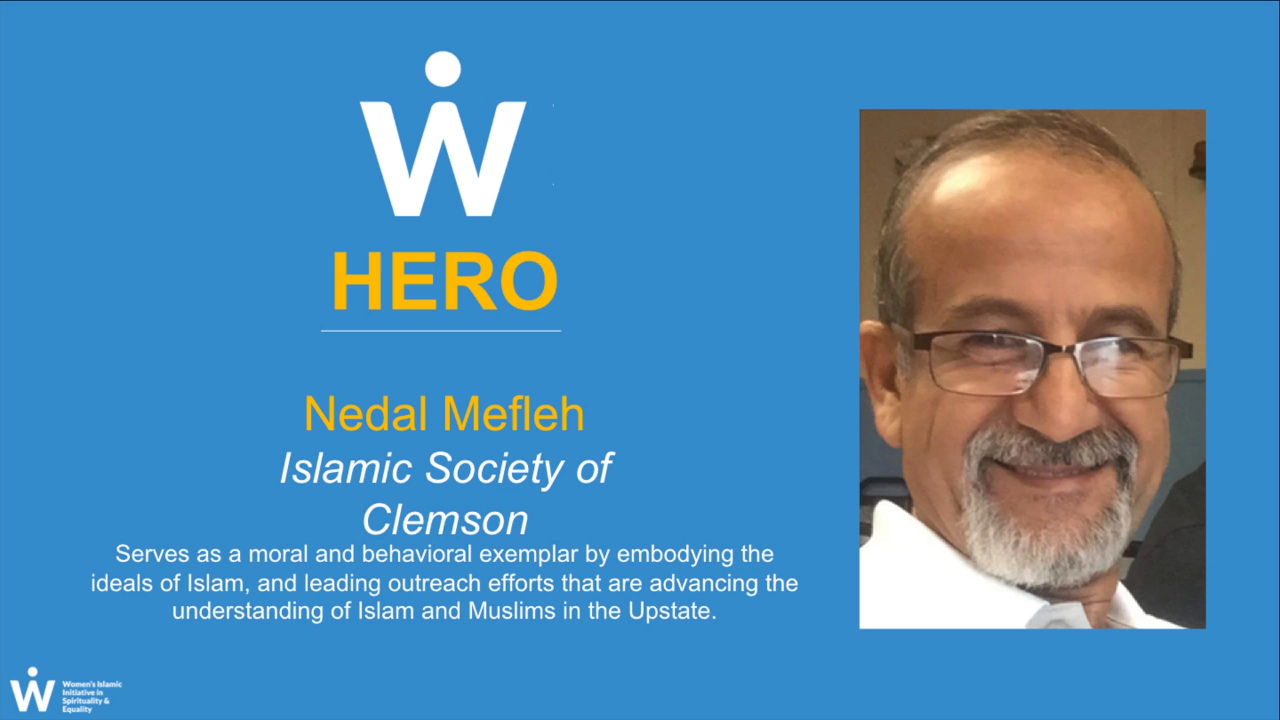 W
HERO
Nedal Mefleh
Islamic Society of
Clemson
Serves as a moral and behavioral exemplar by embodying the
ideals of Islam, and leading outreach efforts that are advancing the
understanding of Islam and Muslims in the Upstate.
W
Women's Islamic
Initiative in
Spirituality &
Equality